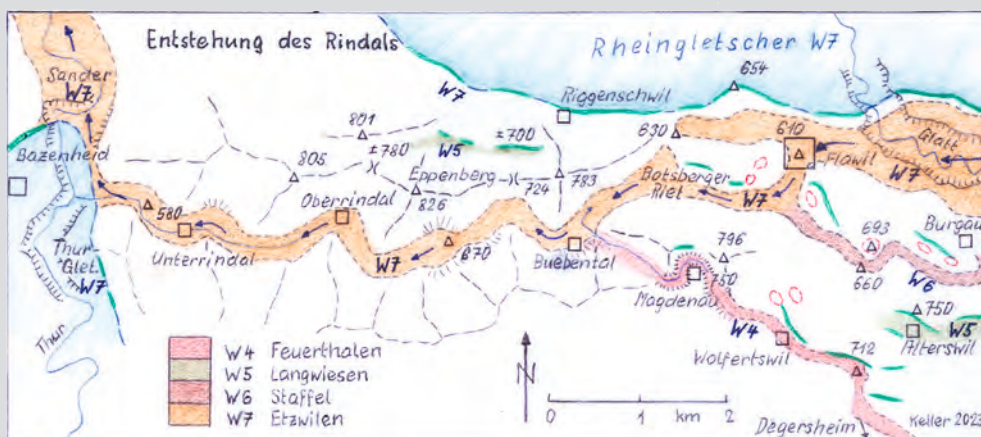 Entstehung des Rindals
Rheingletscher W7
Sander
W7
654
W7
Riggenschwil
801
±700
630
610
Glatt
±780
W5
Bazenheid
805
Flawil
Eppenberg
724
783
Botsberger
Riet
W7
W7
Oberrindal
826
580
693
Burgau
Unterrindal
W7
670
Buebental
796
W6
Thur-
Glet.
W7
750
660
Magdenau
750
W4
W5
Thur
Alterswil
Wolfertswil
712
W4 Feuerthalen
W5 Langwiesen
W6 Staffel
W7 Etzwilen
N
0 1 2
km
Degersheim
Keller 2023